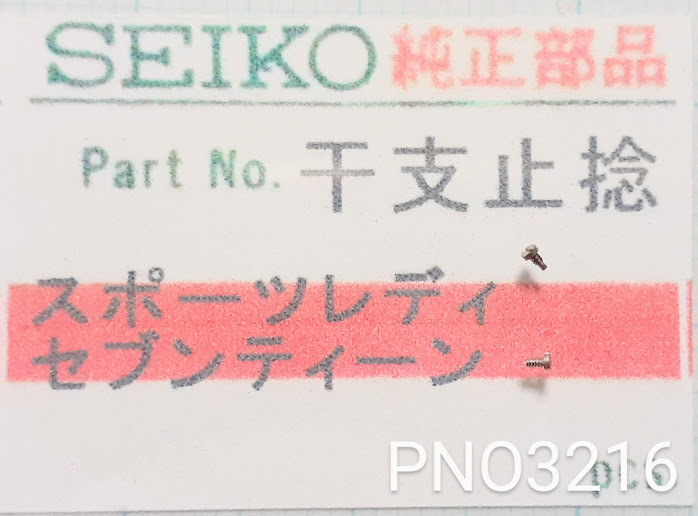 SEIKO 純正部品
Part No. 干支止捻
スポーツレディ
セブンティーン
PNO3216
pcs